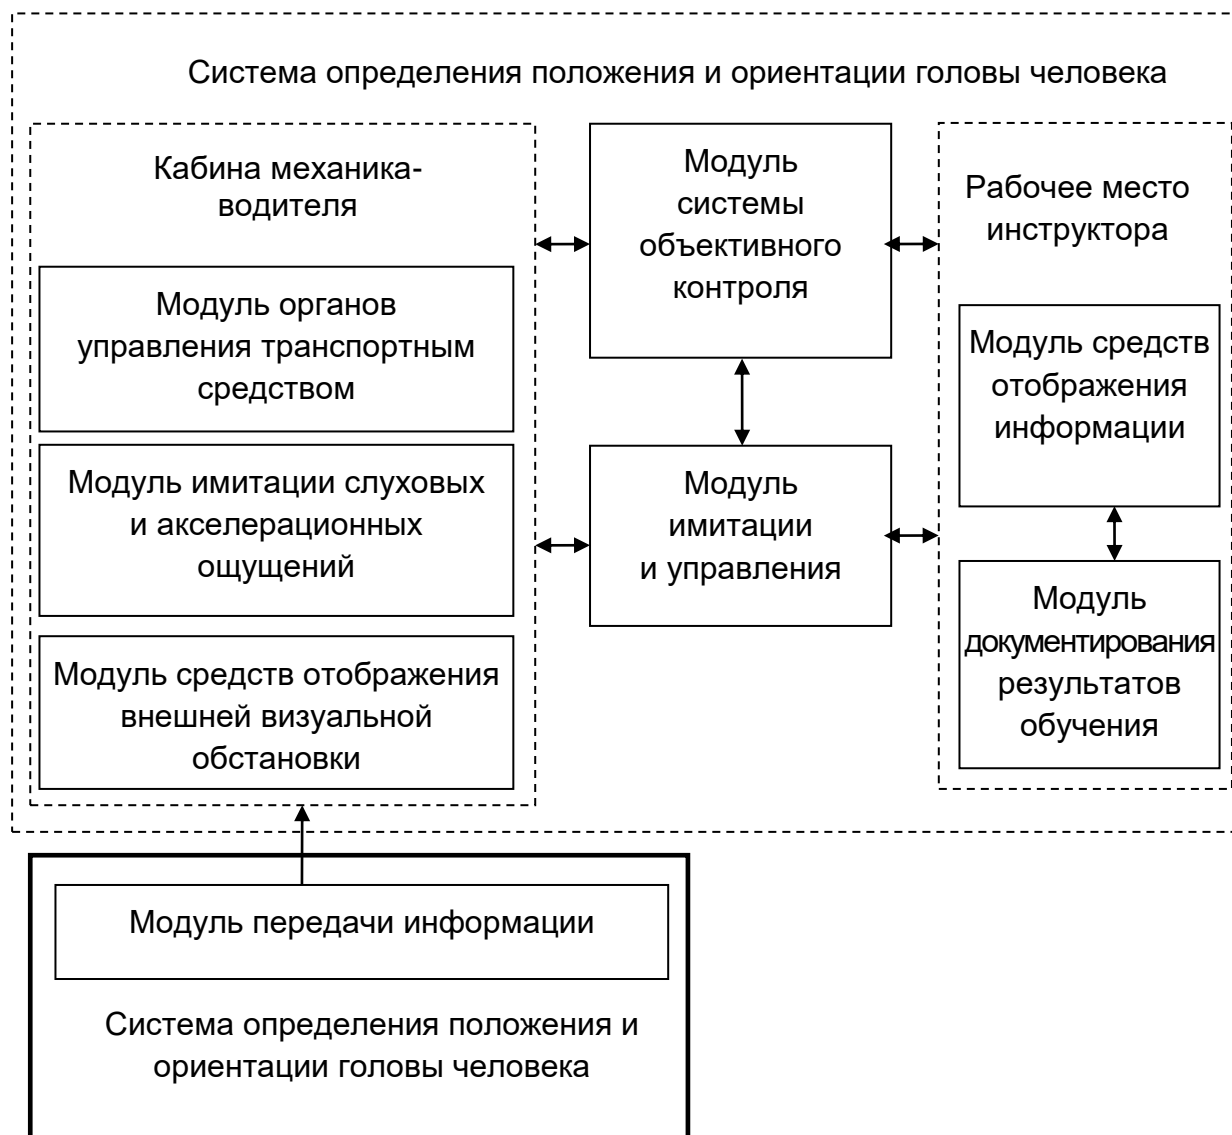 Система определения положения и ориентации головы человека
Кабина механика-
водителя
Модуль органов
управления транспортным
средством
Модуль имитации слуховых
и акселерационных
ощущений
Модуль средств отображения
внешней визуальной
обстановки
Модуль
системы
объективного
контроля
Модуль
имитации
и управления
Рабочее место
инструктора
Модуль средств
отображения
информации
Модуль
документирования
результатов
обучения
Модуль передачи информации
Система определения положения и
ориентации головы человека